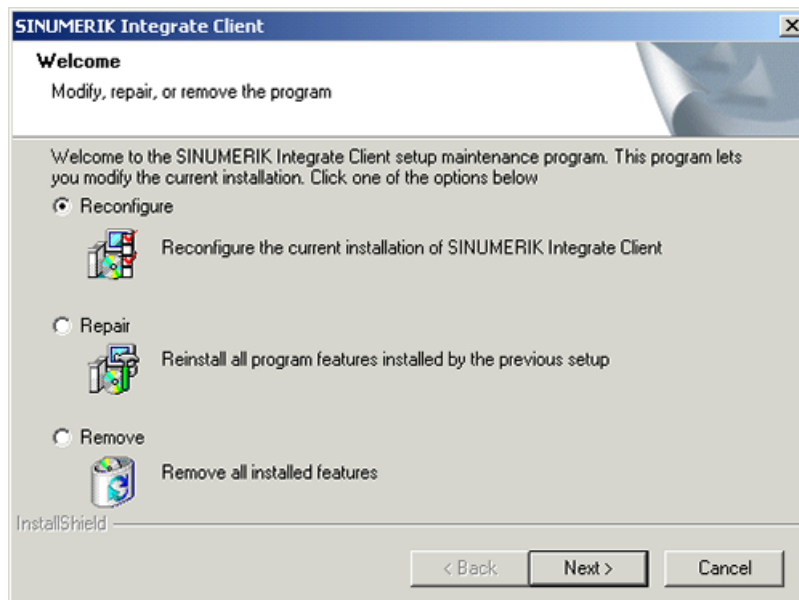 SINUMERIK Integrate Client
Welcome
Modify, repair, or remove the program
Welcome to the SINUMERIK Integrate Client setup maintenance program. This program lets
you modify the current installation. Click one of the options below
Reconfigure
Reconfigure the current installation of SINUMERIK Integrate Client
Repair
Reinstall all program features installed by the previous setup
Remove
Remove all installed features
InstallShield
< Back Next > Cancel